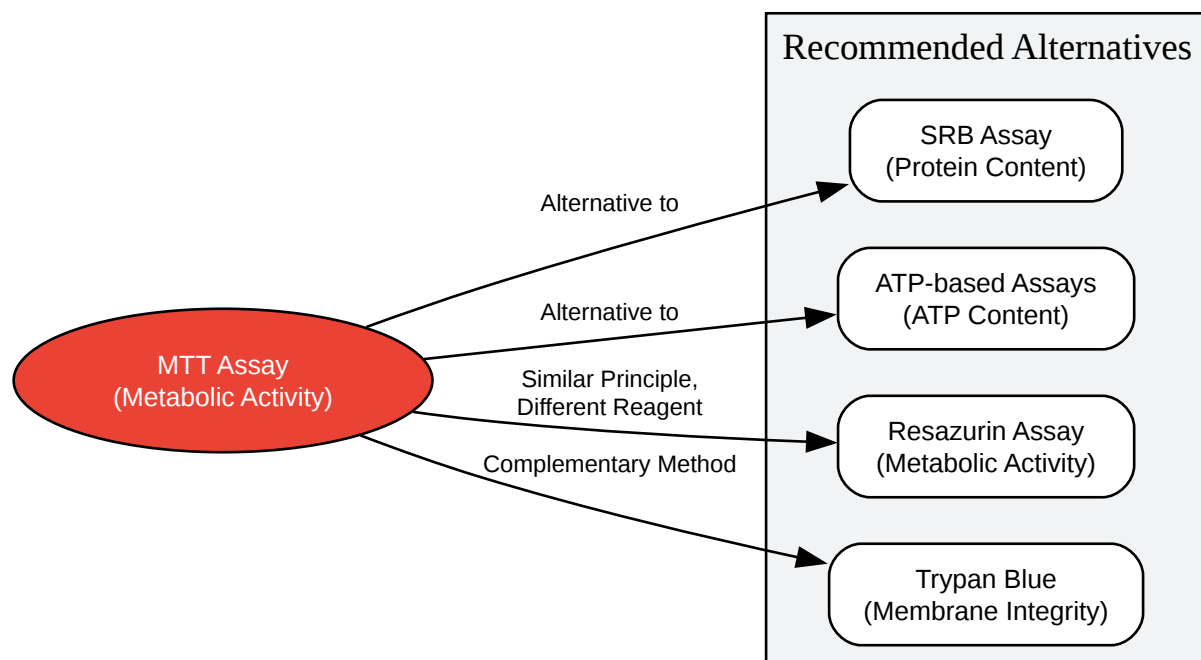 Recommended Alternatives
SRB Assay
(Protein Content)
Alternative to
ATP-based Assays
(ATP Content)
Alternative to
MTT Assay
(Metabolic Activity)
Similar Principle,
Different Reagent
Resazurin Assay
(Metabolic Activity)
Complementary Method
Trypan Blue
(Membrane Integrity)